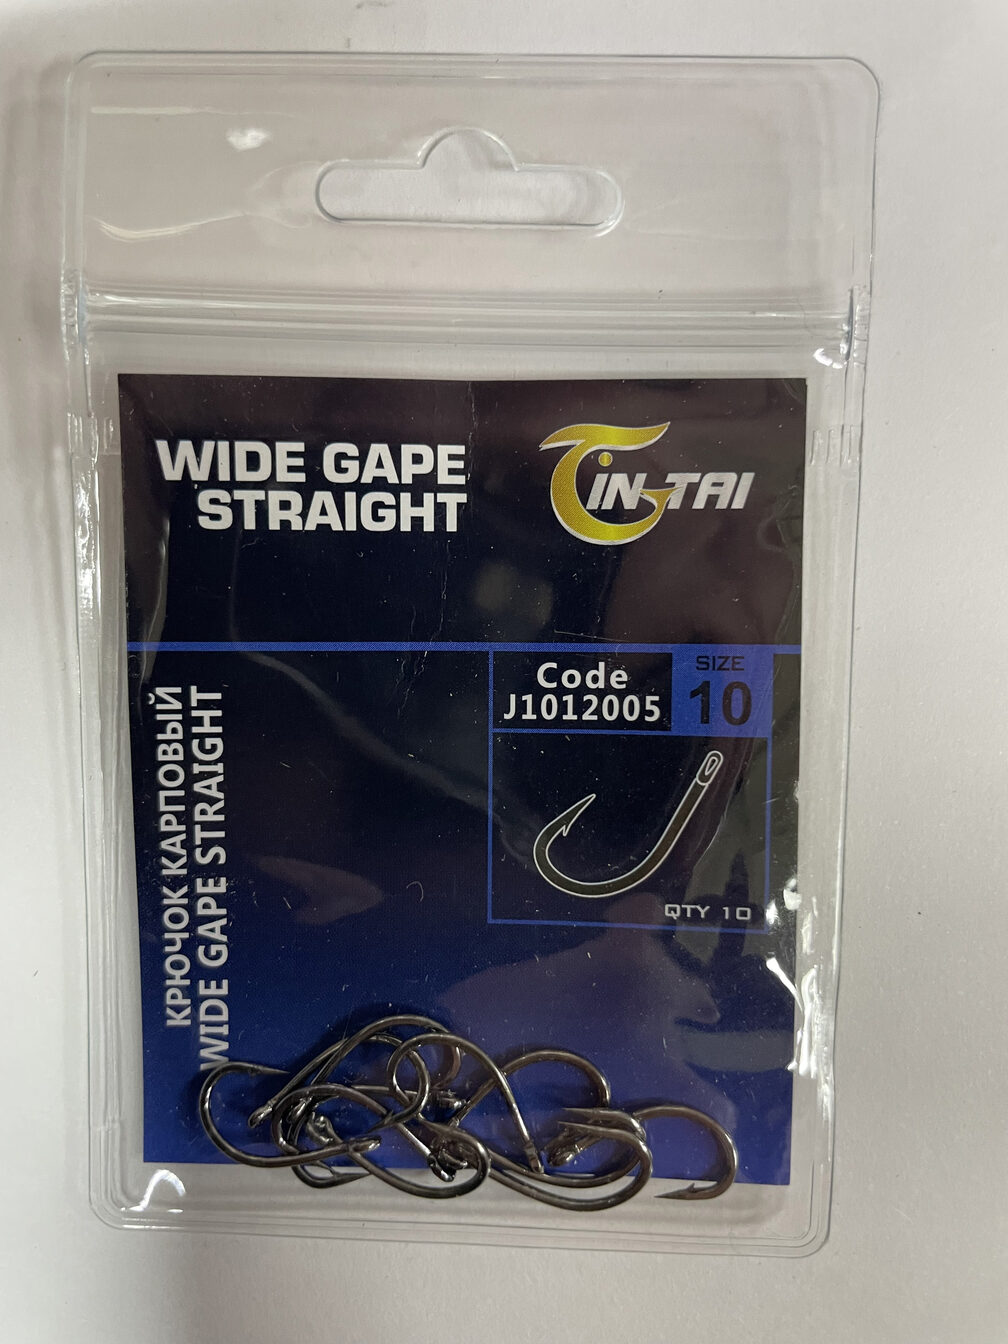 WIDE GAPE
STRAIGHT
TIN TAI
Code
J1012005
SIZE
10
QTY 10
КРЮЧОК КАРПОВЫЙ
WIDE GAPE STRAIGHT